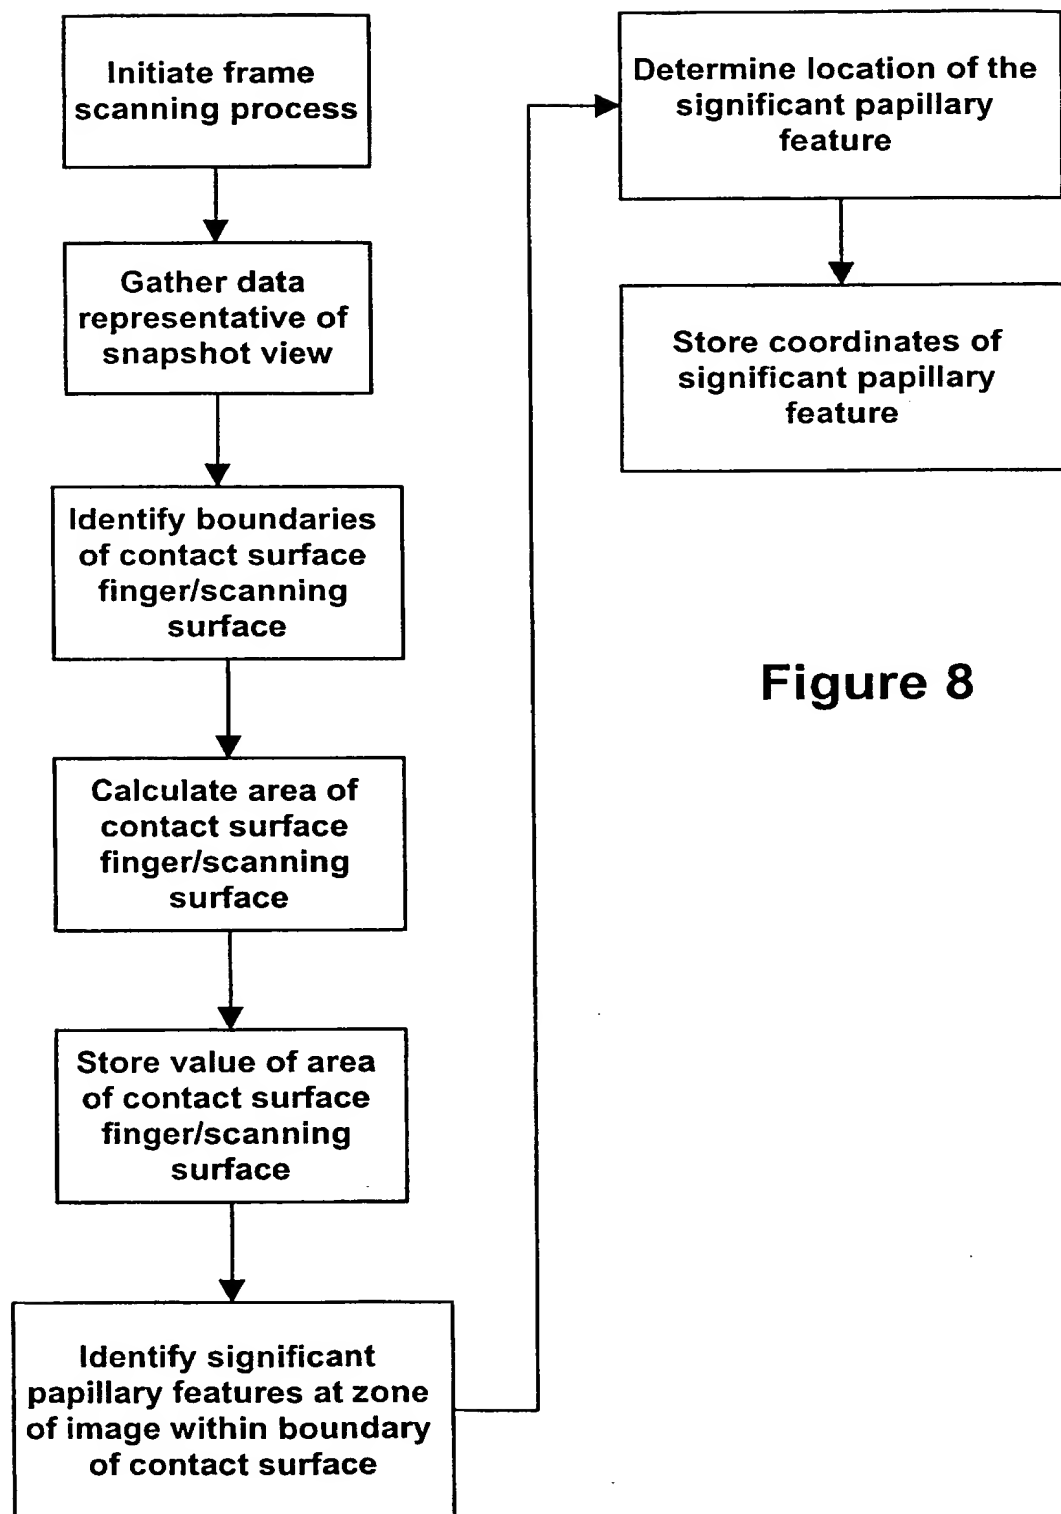 Initiate frame
scanning process
Gather data
representative of
snapshot view
Identify boundaries
of contact surface
finger/scanning
surface
Calculate area of
contact surface
finger/scanning
surface
Store value of area
of contact surface
finger/scanning
surface
Identify significant
papillary features at zone
of image within boundary
of contact surface
Determine location of the
significant papillary
feature
Store coordinates of
significant papillary
feature
Figure 8